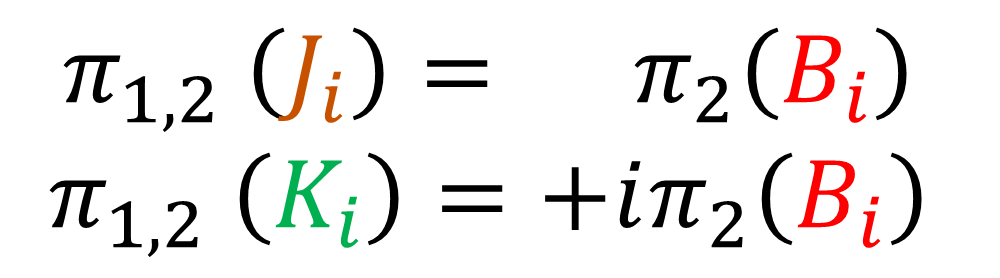 π₁,₂ (Jᵢ) = π₂(Bᵢ)
π₁,₂ (Kᵢ) = +iπ₂(Bᵢ)